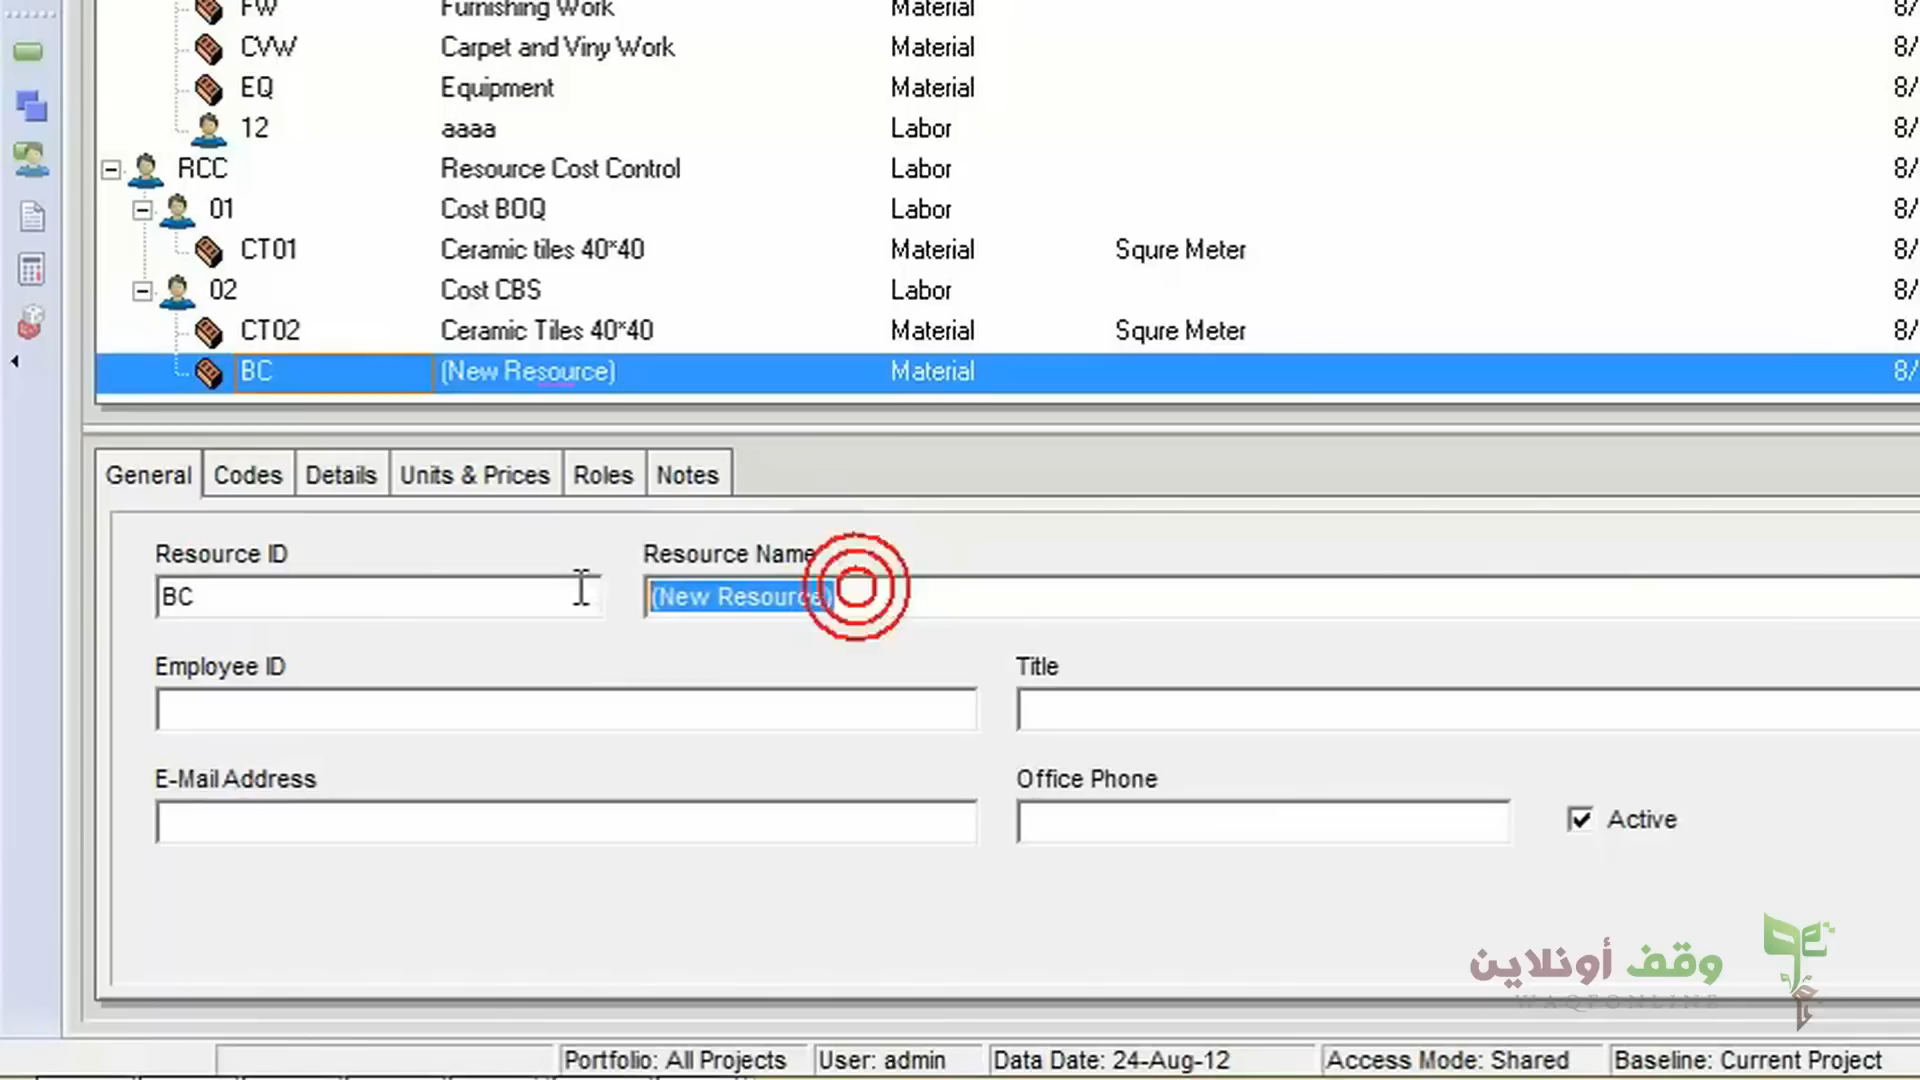 FW Furnishing Work Material 8/
CVW Carpet and Viny Work Material 8/
EQ Equipment Material 8/
12 aaaa Labor 8/
RCC Resource Cost Control Labor 8/
01 Cost BOQ Labor 8/
CT01 Ceramic tiles 40*40 Material Squre Meter 8/
02 Cost CBS Labor 8/
CT02 Ceramic Tiles 40*40 Material Squre Meter 8/
BC (New Resource) Material 8/
General Codes Details Units & Prices Roles Notes
Resource ID Resource Name
BC (New Resource)
Employee ID Title
E-Mail Address Office Phone
Active
وقف أونلاين
WAQFONLINE
Portfolio: All Projects User: admin Data Date: 24-Aug-12 Access Mode: Shared Baseline: Current Project